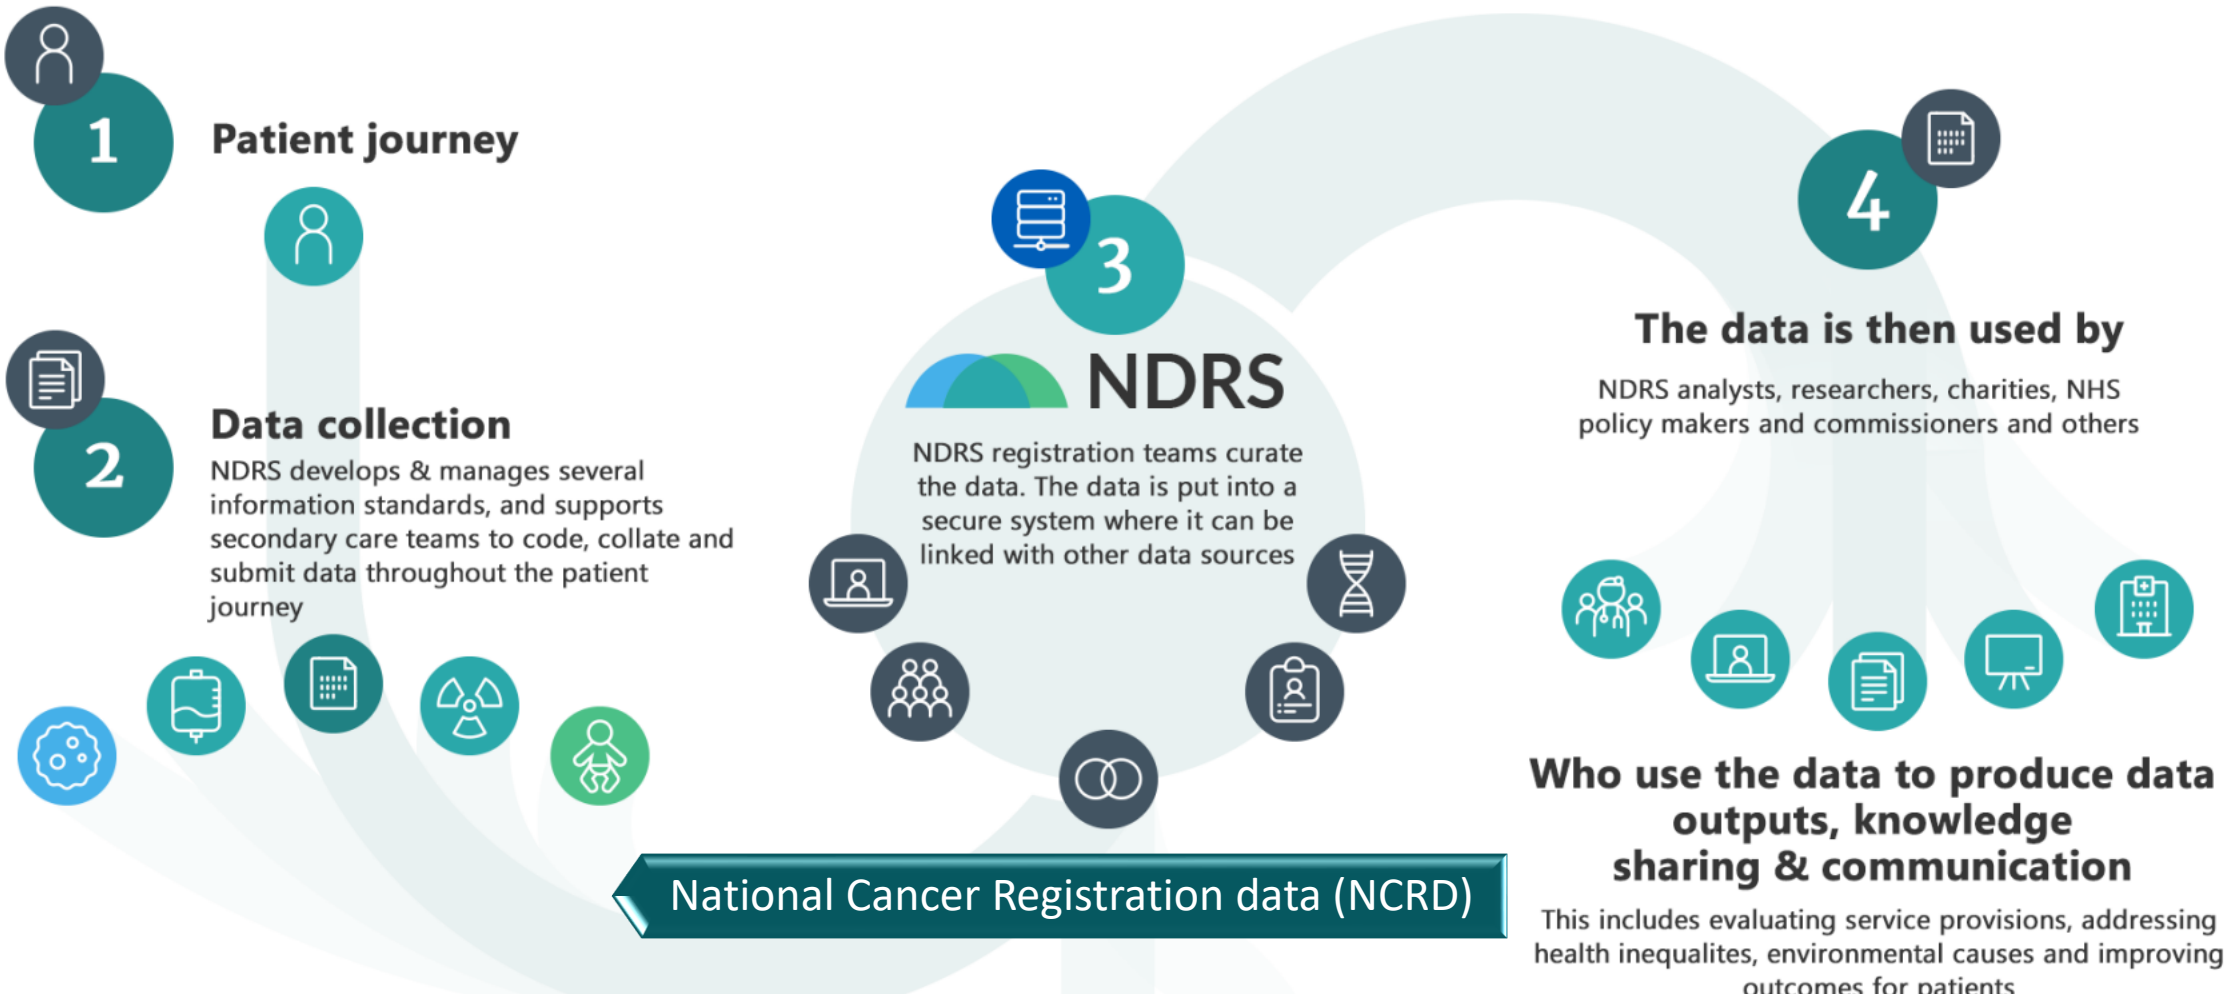 1
Patient journey
2
Data collection
NDRS develops & manages several
information standards, and supports
secondary care teams to code, collate and
submit data throughout the patient
journey
3
NDRS
NDRS registration teams curate
the data. The data is put into a
secure system where it can be
linked with other data sources
National Cancer Registration data (NCRD)
4
The data is then used by
NDRS analysts, researchers, charities, NHS
policy makers and commissioners and others
Who use the data to produce data
outputs, knowledge
sharing & communication
This includes evaluating service provisions, addressing
health inequalites, environmental causes and improving
outcomes for patients